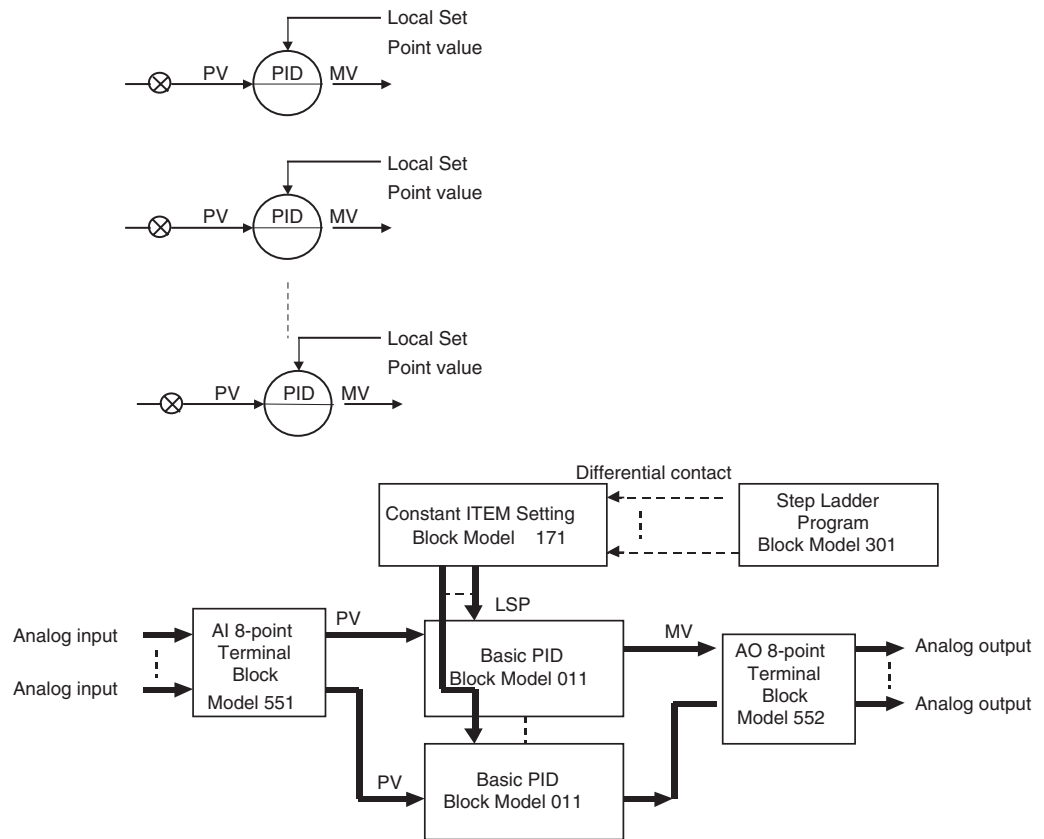 Local Set
Point value
PV
PID
MV
Local Set
Point value
PV
PID
MV
Local Set
Point value
PV
PID
MV
Differential contact
Constant ITEM Setting
Block Model 171
Step Ladder
Program
Block Model 301
LSP
Analog input
Analog input
AI 8-point
Terminal
Block
Model 551
PV
PV
Basic PID
Block Model 011
Basic PID
Block Model 011
MV
AO 8-point
Terminal
Block
Model 552
Analog output
Analog output